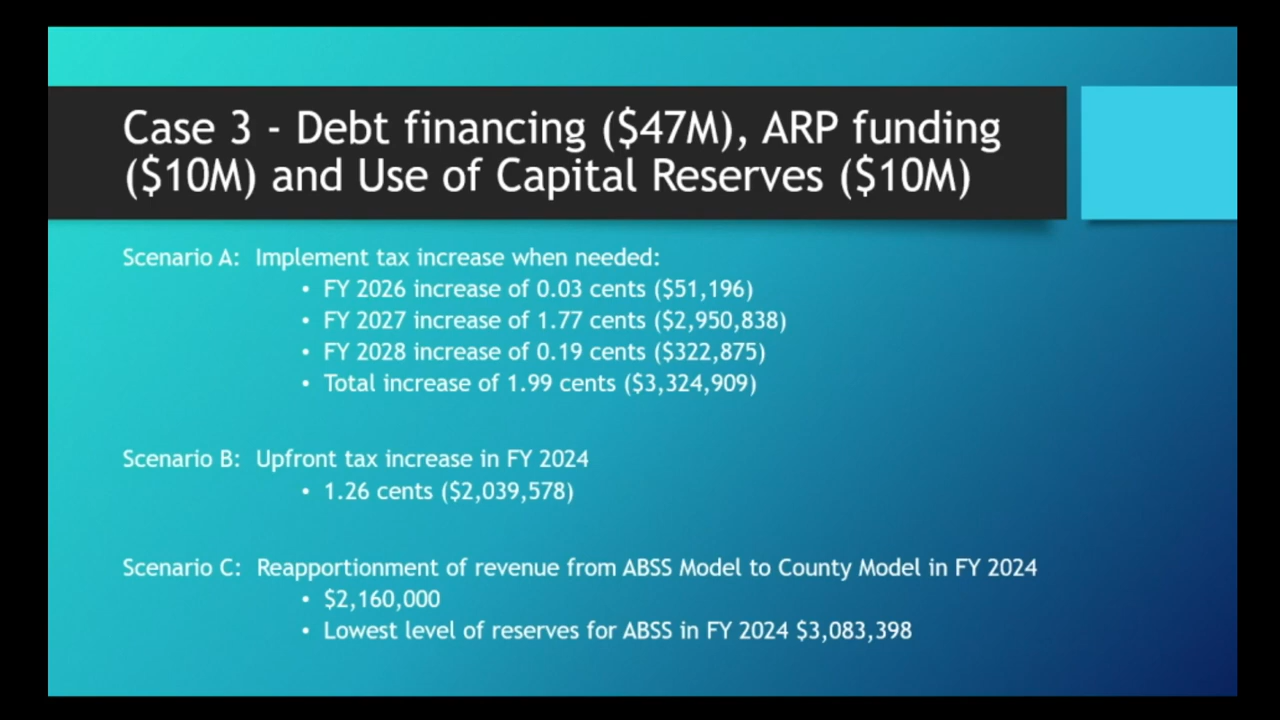 Case 3 - Debt financing ($47M), ARP funding
($10M) and Use of Capital Reserves ($10M)
Scenario A: Implement tax increase when needed:
• FY 2026 increase of 0.03 cents ($51,196)
• FY 2027 increase of 1.77 cents ($2,950,838)
• FY 2028 increase of 0.19 cents ($322,875)
• Total increase of 1.99 cents ($3,324,909)
Scenario B: Upfront tax increase in FY 2024
• 1.26 cents ($2,039,578)
Scenario C: Reapportionment of revenue from ABSS Model to County Model in FY 2024
• $2,160,000
• Lowest level of reserves for ABSS in FY 2024 $3,083,398